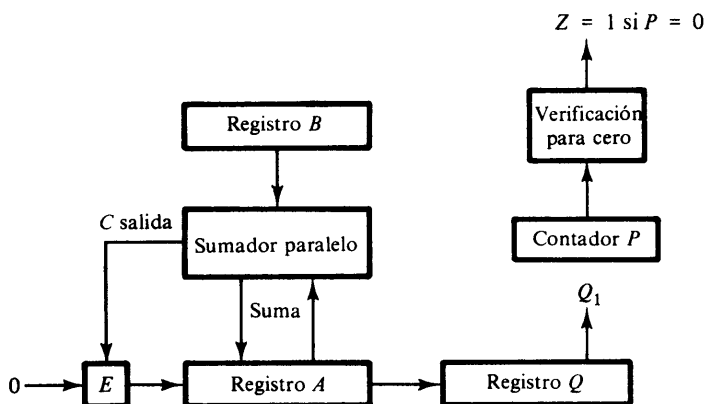 Z = 1 si P = 0
Verificación
para cero
Registro B
C salida
Sumador paralelo
Contador P
Suma
Q1
0
E
Registro A
Registro Q